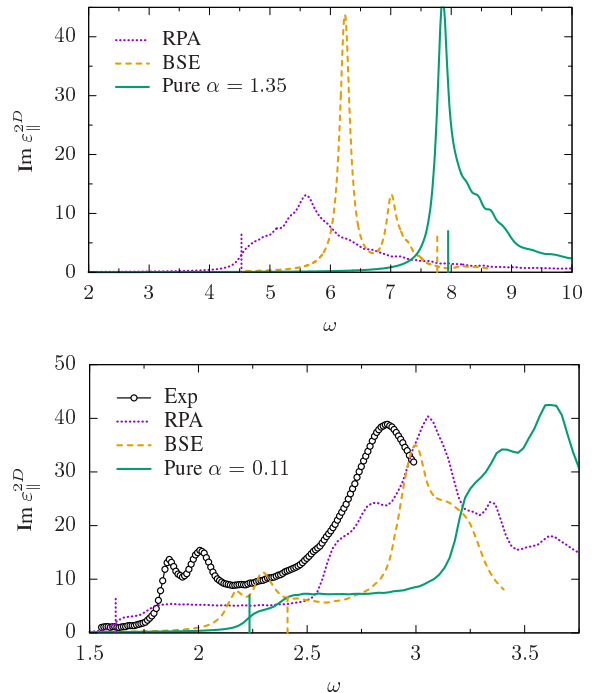 RPA
BSE
Pure α = 1.35
Im ε∥2D
0 10 20 30 40
2 3 4 5 6 7 8 9 10
ω
Exp
RPA
BSE
Pure α = 0.11
Im ε∥2D
0 10 20 30 40 50
1.5 2 2.5 3 3.5
ω